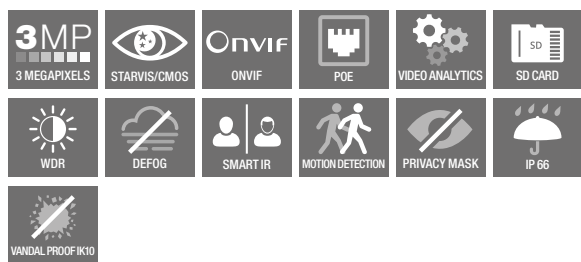 3MP
3 MEGAPIXELS
STARVIS/CMOS
ONVIF
ONVIF
POE
VIDEO ANALYTICS
SD
SD CARD
WDR
DEFOG
SMART IR
MOTION DETECTION
PRIVACY MASK
IP 66
VANDAL PROOF IK10